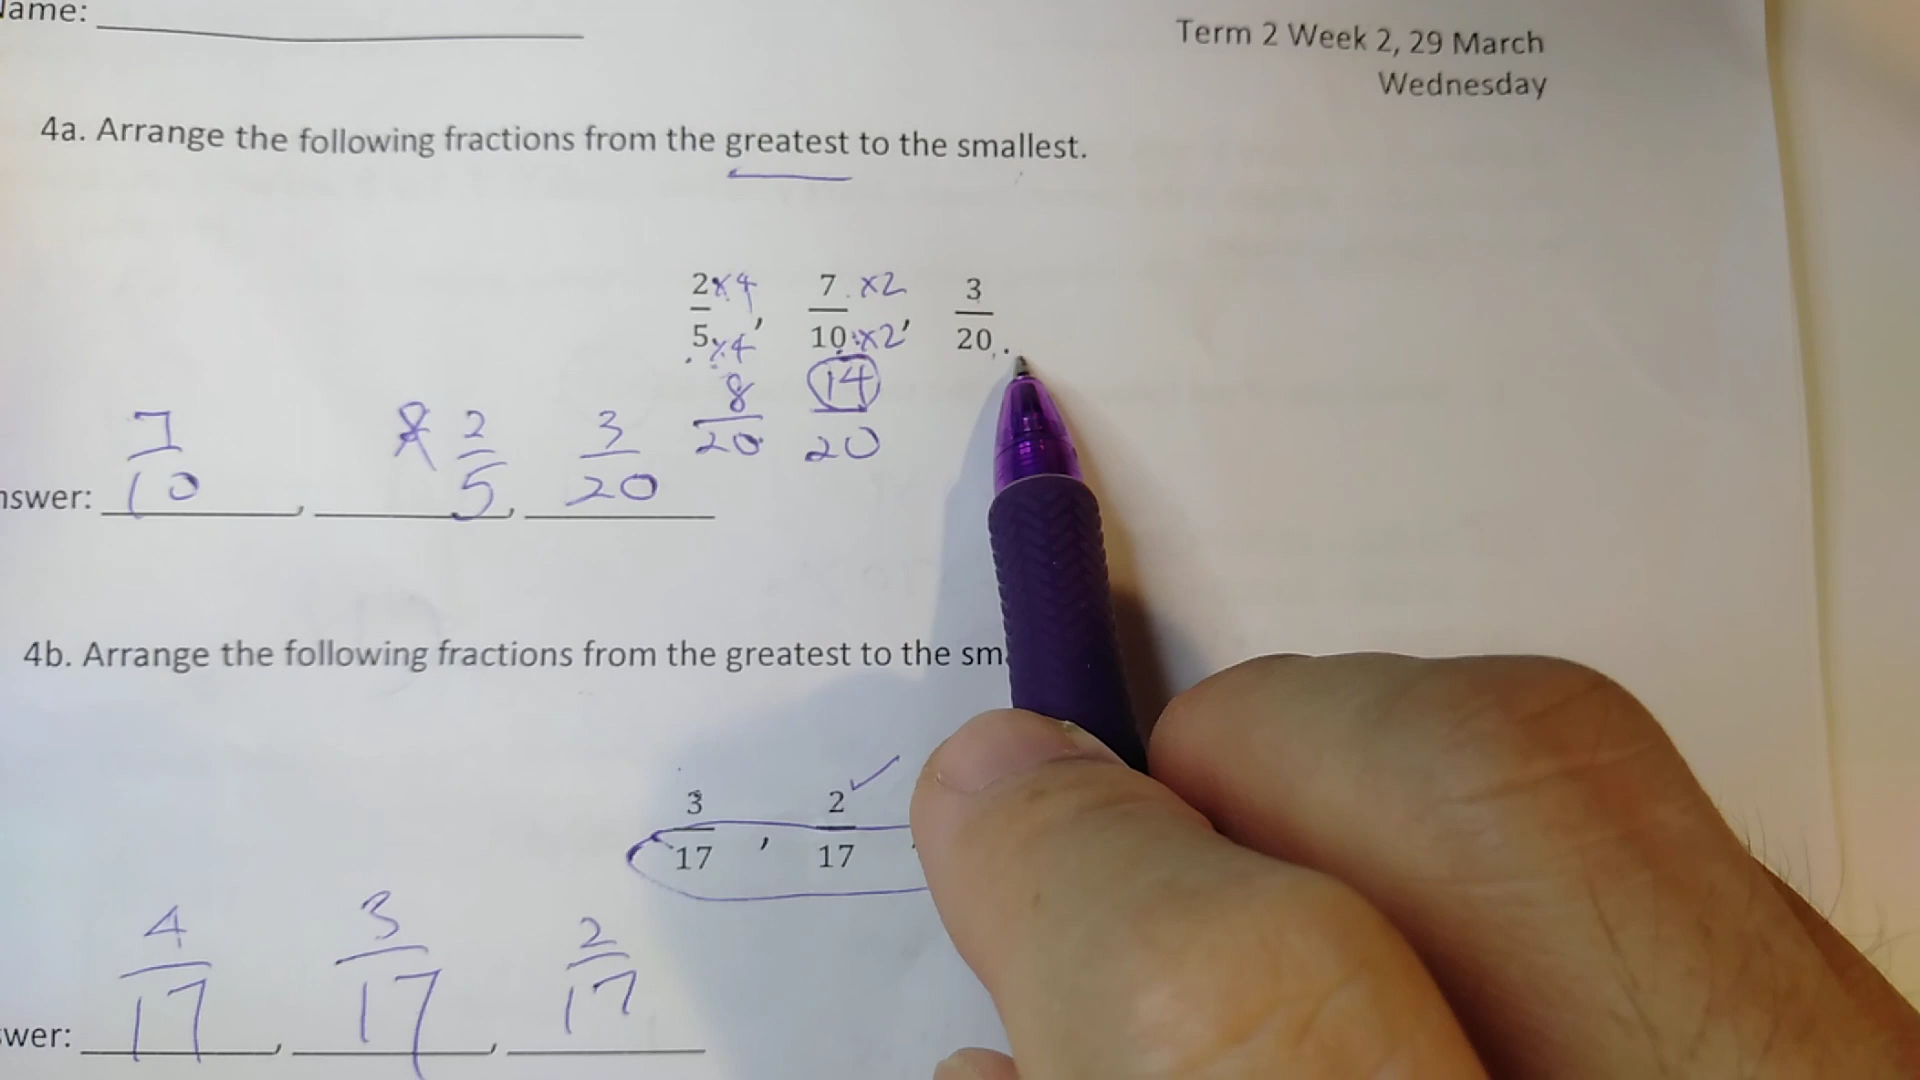 ame:
Term 2 Week 2, 29 March
Wednesday
4a. Arrange the following fractions from the greatest to the smallest.
2×4 7 ×2 3
5×4 , 10 ×2 , 20 .
8 14
20 20
7 2 3
10 5 20
nswer: , ,
4b. Arrange the following fractions from the greatest to the sm
3 2
17 , 17
4 3 2
17 17 17
wer: , ,